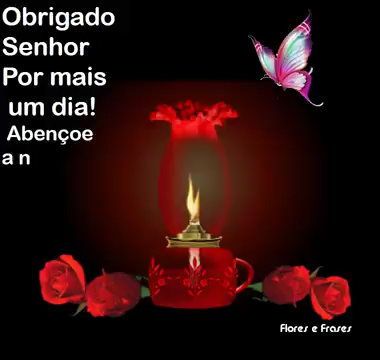 Obrigado
Senhor
Por mais
um dia!
Abençoe
a n
Flores e Frases